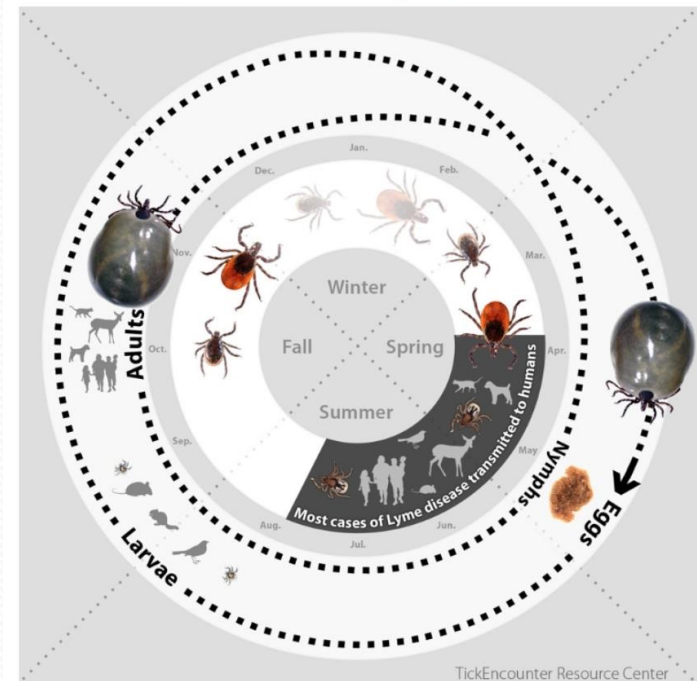 Jan.
Feb.
Mar.
Apr.
May
Jun.
Jul.
Aug.
Sep.
Oct.
Nov.
Dec.
Winter
Spring
Summer
Fall
Adults
Larvae
Nymphs
Eggs
Most cases of Lyme disease transmitted to humans
TickEncounter Resource Center